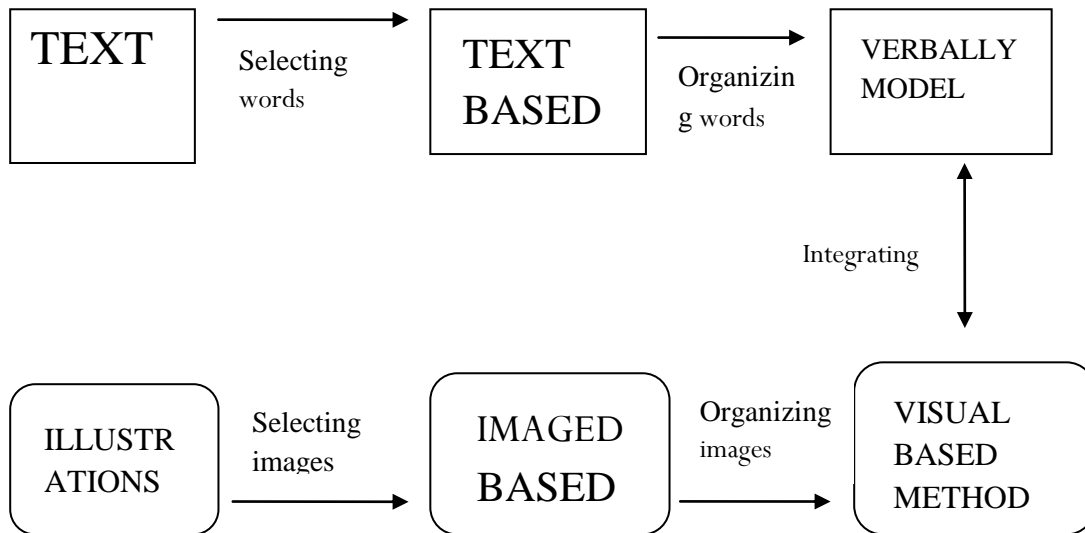 TEXT
Selecting
words
TEXT
BASED
Organizin
g words
VERBALLY
MODEL
Integrating
ILLUSTR
ATIONS
Selecting
images
IMAGED
BASED
Organizing
images
VISUAL
BASED
METHOD